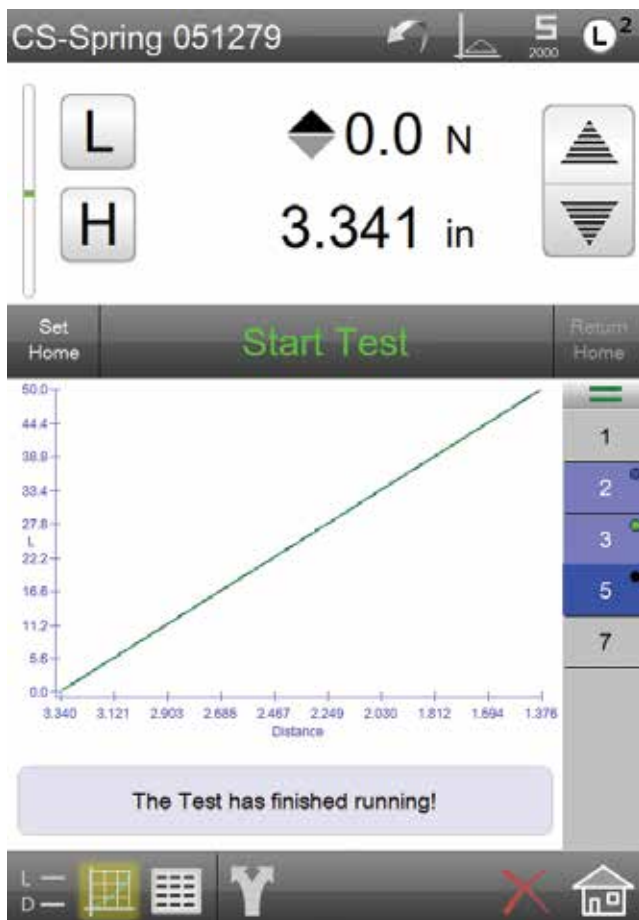 CS-Spring 051279
S
2000
L 2
L
0.0 N
H
3.341 in
Set
Home
Start Test
Return
Home
50.0
44.4
38.9
33.4
27.8
L
22.2
16.6
11.2
5.6
0.0
3.340 3.121 2.903 2.685 2.467 2.249 2.030 1.812 1.594 1.376
Distance
1
2
3
5
7
The Test has finished running!
L
D